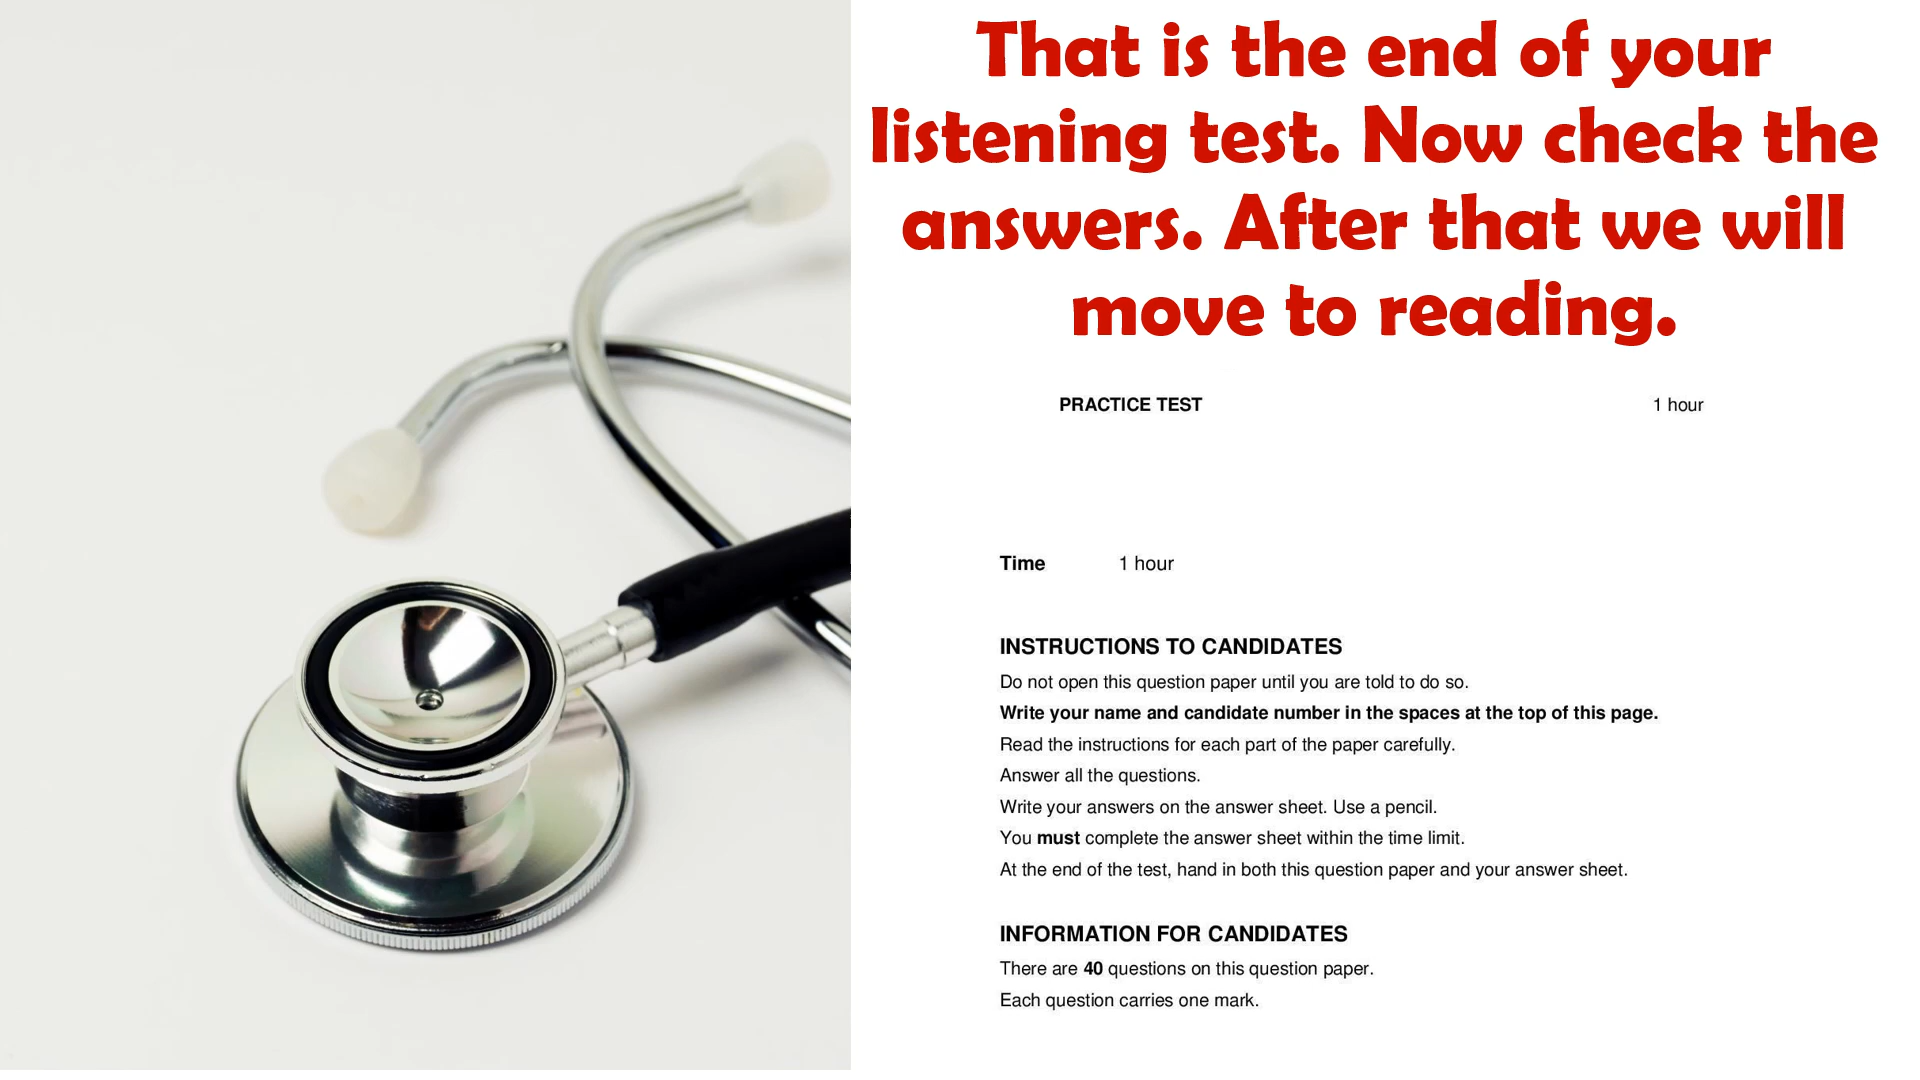 That is the end of your
listening test. Now check the
answers. After that we will
move to reading.
PRACTICE TEST 1 hour
Time 1 hour
INSTRUCTIONS TO CANDIDATES
Do not open this question paper until you are told to do so.
Write your name and candidate number in the spaces at the top of this page.
Read the instructions for each part of the paper carefully.
Answer all the questions.
Write your answers on the answer sheet. Use a pencil.
You must complete the answer sheet within the time limit.
At the end of the test, hand in both this question paper and your answer sheet.
INFORMATION FOR CANDIDATES
There are 40 questions on this question paper.
Each question carries one mark.